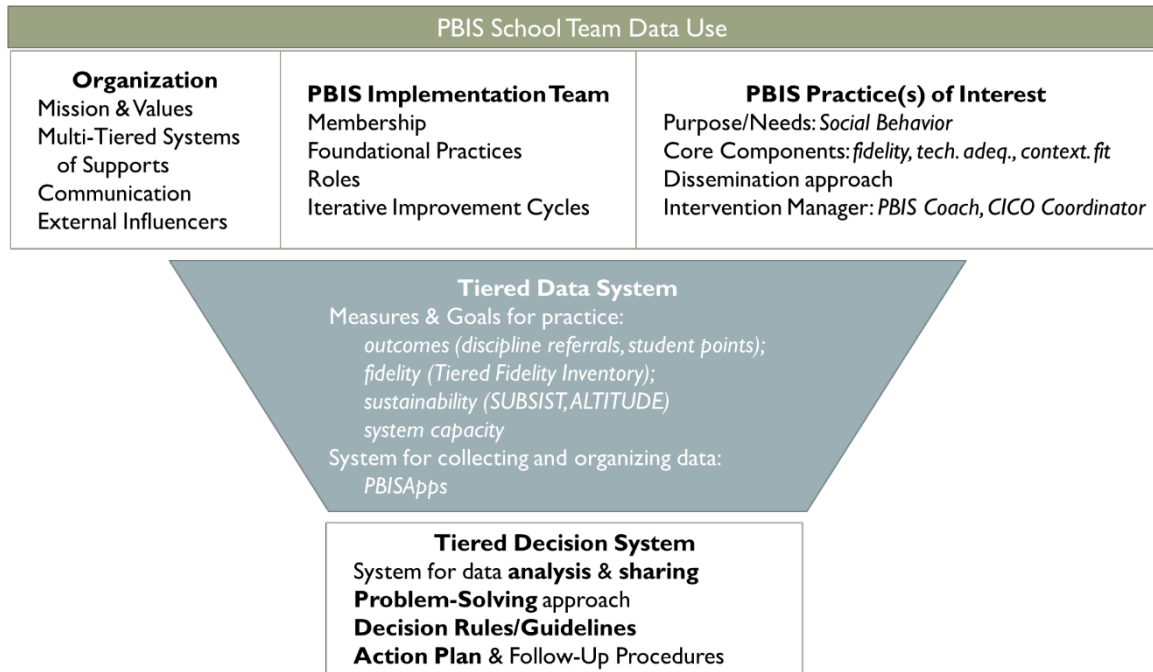 PBIS School Team Data Use
Organization
Mission & Values
Multi-Tiered Systems
of Supports
Communication
External Influencers
PBIS Implementation Team
Membership
Foundational Practices
Roles
Iterative Improvement Cycles
PBIS Practice(s) of Interest
Purpose/Needs: Social Behavior
Core Components: fidelity, tech. adeq., context. fit
Dissemination approach
Intervention Manager: PBIS Coach, CICO Coordinator
Tiered Data System
Measures & Goals for practice:
outcomes (discipline referrals, student points);
fidelity (Tiered Fidelity Inventory);
sustainability (SUBSIST, ALTITUDE)
system capacity
System for collecting and organizing data:
PBISApps
Tiered Decision System
System for data analysis & sharing
Problem-Solving approach
Decision Rules/Guidelines
Action Plan & Follow-Up Procedures